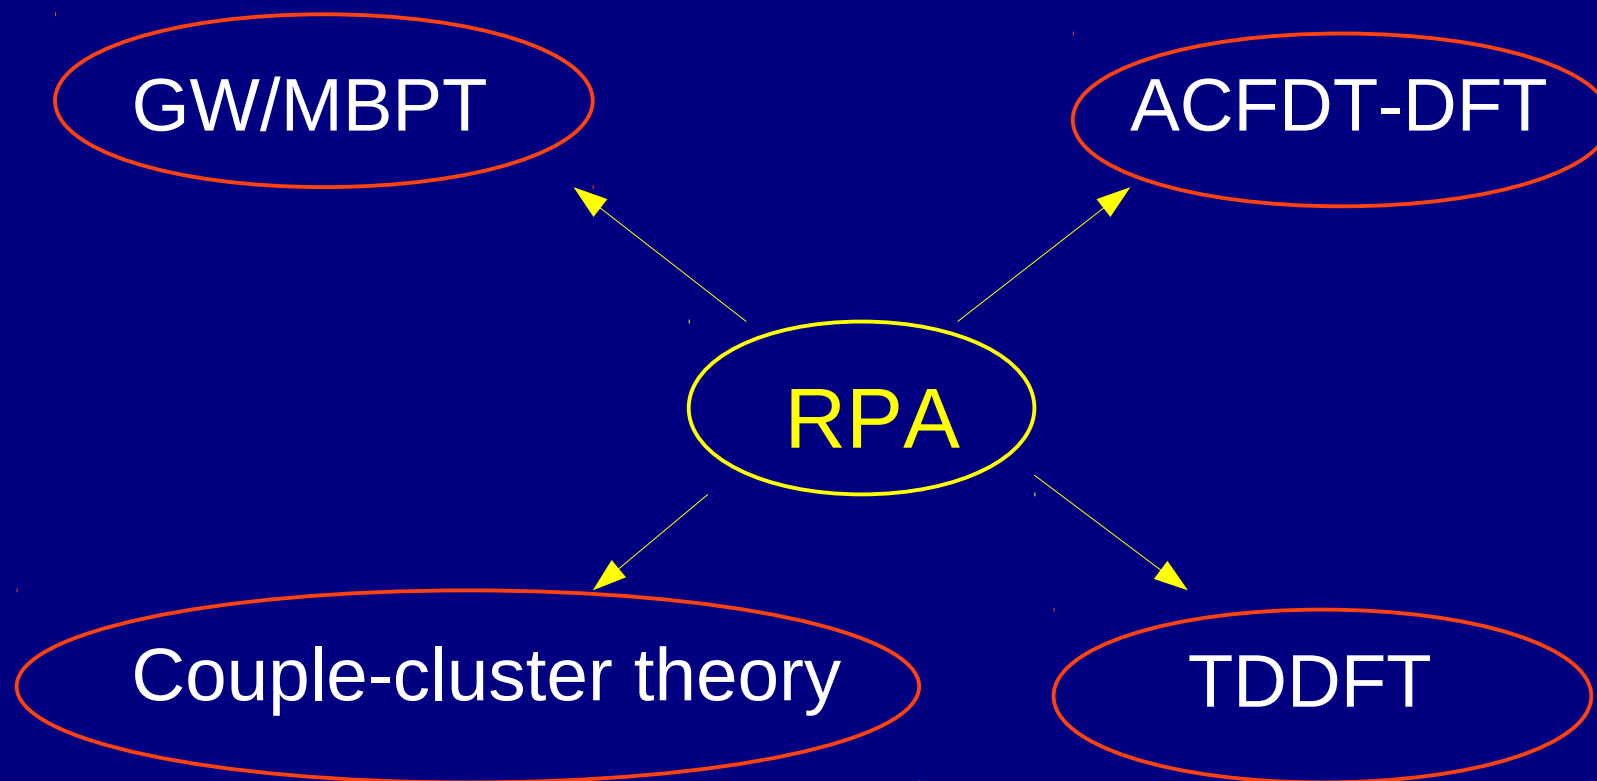 GW/MBPT
ACFDT-DFT
RPA
Couple-cluster theory
TDDFT